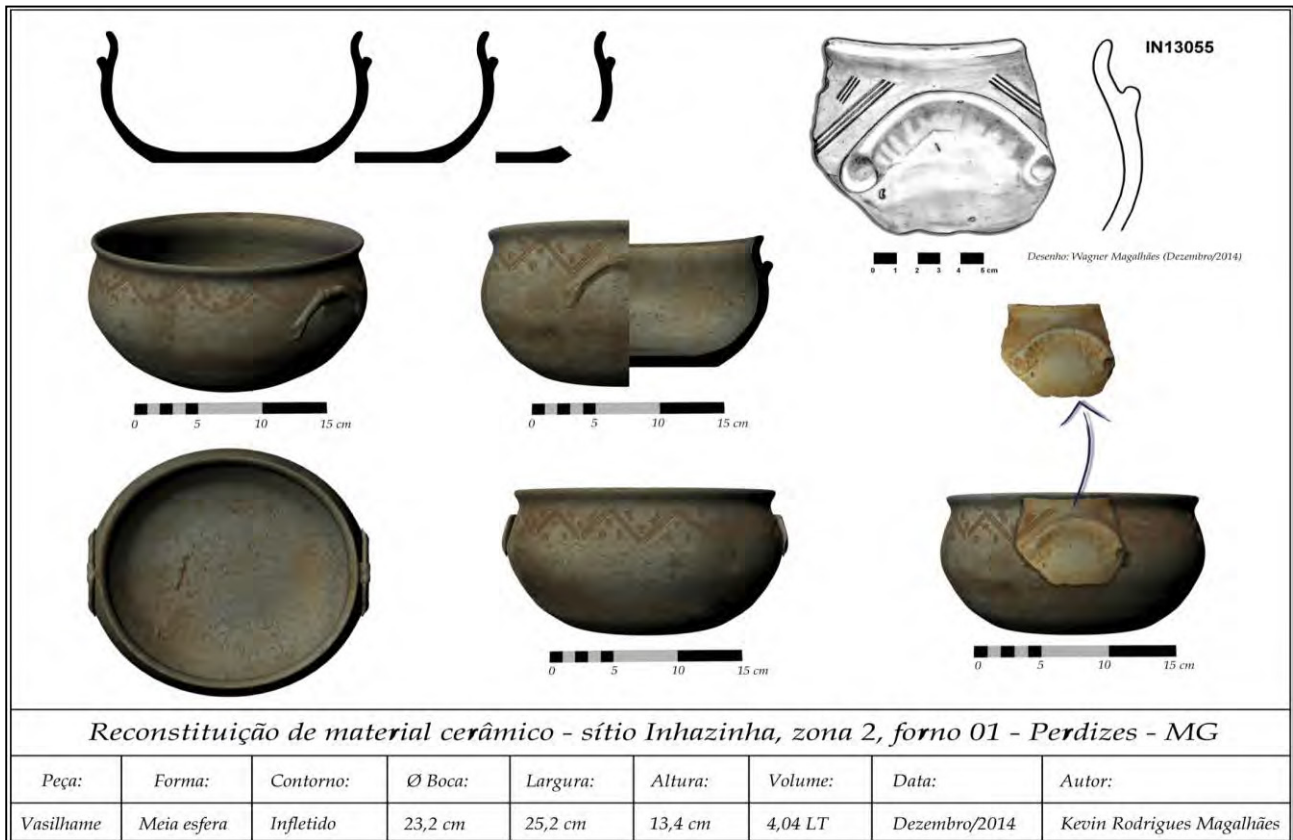 IN13055
0 1 2 3 4 5 cm
Desenho: Wagner Magalhães (Dezembro/2014)
0 5 10 15 cm
0 5 10 15 cm
0 5 10 15 cm
0 5 10 15 cm
Reconstituição de material cerâmico - sítio Inhazinha, zona 2, forno 01 - Perdizes - MG
Peça: Forma: Contorno: Ø Boca: Largura: Altura: Volume: Data: Autor:
Vasilhame Meia esfera Infletido 23,2 cm 25,2 cm 13,4 cm 4,04 LT Dezembro/2014 Kevin Rodrigues Magalhães